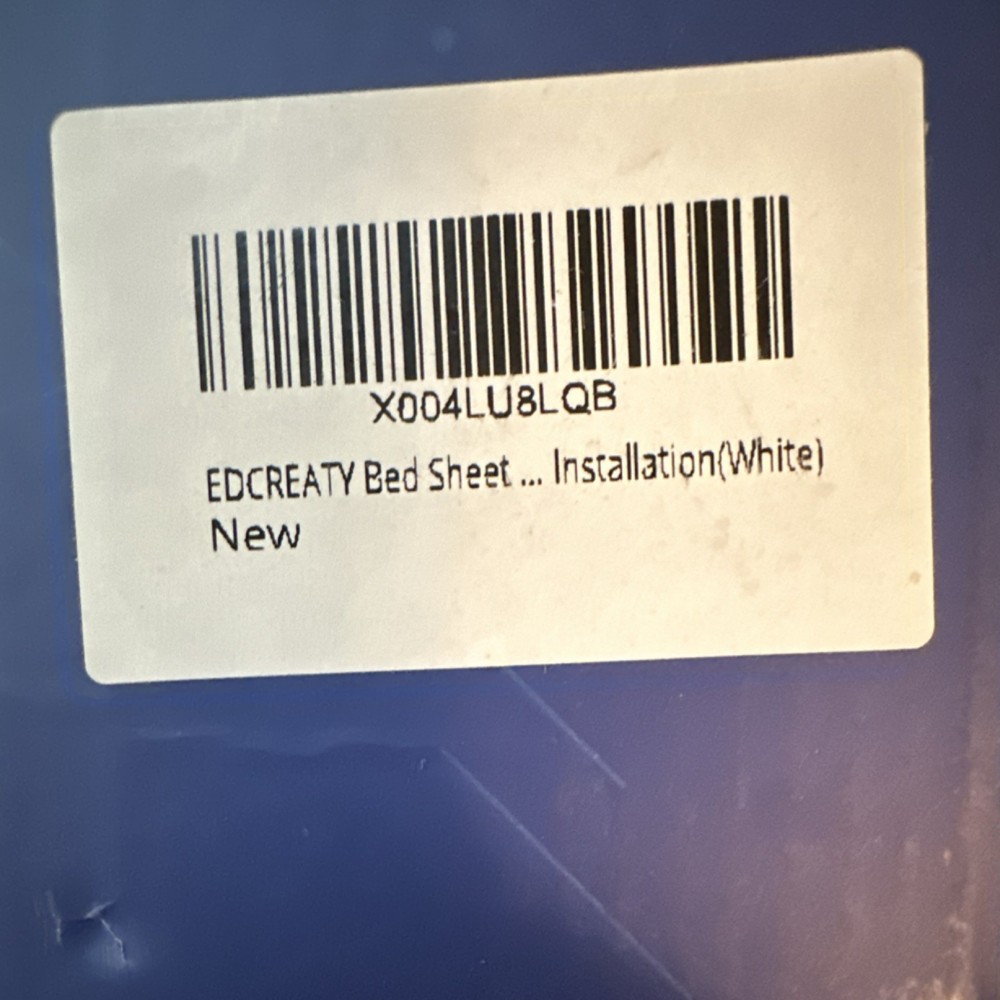 X004LU8LQB
EDCREATY Bed Sheet ... Installation(White)
New